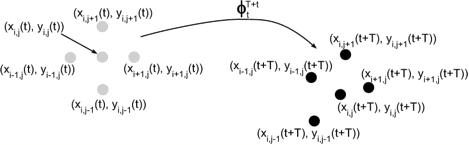 (x_{i,j+1}(t), y_{i,j+1}(t))
ϕ_t^{T+t}
(x_{i,j}(t), y_{i,j}(t))
(x_{i,j+1}(t+T), y_{i,j+1}(t+T))
(x_{i-1,j}(t), y_{i-1,j}(t)) (x_{i+1,j}(t), y_{i+1,j}(t)) (x_{i-1,j}(t+T), y_{i-1,j}(t+T))
(x_{i+1,j}(t+T), y_{i+1,j}(t+T))
(x_{i,j-1}(t), y_{i,j-1}(t))
(x_{i,j}(t+T), y_{i,j}(t+T))
(x_{i,j-1}(t+T), y_{i,j-1}(t+T))